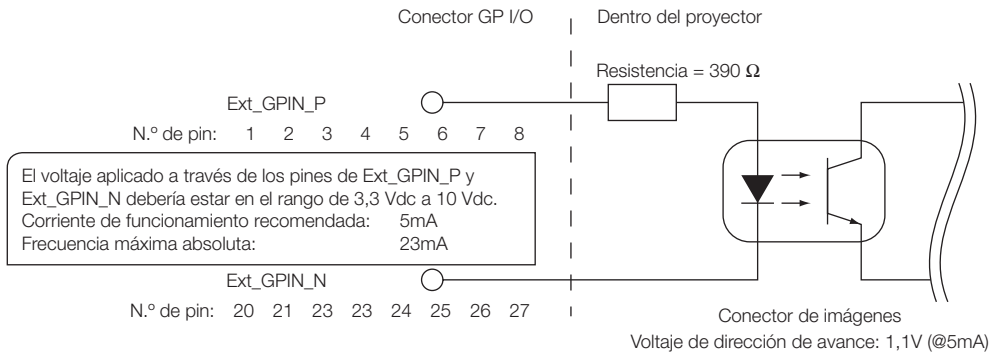 Conector GP I/O
Dentro del proyector
Resistencia = 390 Ω
Ext_GPIN_P
N.º de pin: 1 2 3 4 5 6 7 8
El voltaje aplicado a través de los pines de Ext_GPIN_P y
Ext_GPIN_N debería estar en el rango de 3,3 Vdc a 10 Vdc.
Corriente de funcionamiento recomendada: 5mA
Frecuencia máxima absoluta: 23mA
Ext_GPIN_N
N.º de pin: 20 21 23 23 24 25 26 27
Conector de imágenes
Voltaje de dirección de avance: 1,1V (@5mA)